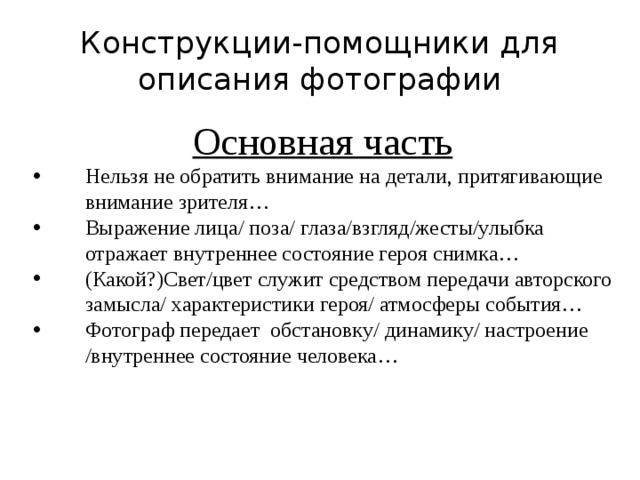 Конструкции-помощники для
описания фотографии
Основная часть
• Нельзя не обратить внимание на детали, притягивающие
внимание зрителя…
• Выражение лица/ поза/ глаза/взгляд/жесты/улыбка
отражает внутреннее состояние героя снимка…
• (Какой?)Свет/цвет служит средством передачи авторского
замысла/ характеристики героя/ атмосферы события…
• Фотограф передает  обстановку/ динамику/ настроение
/внутреннее состояние человека…